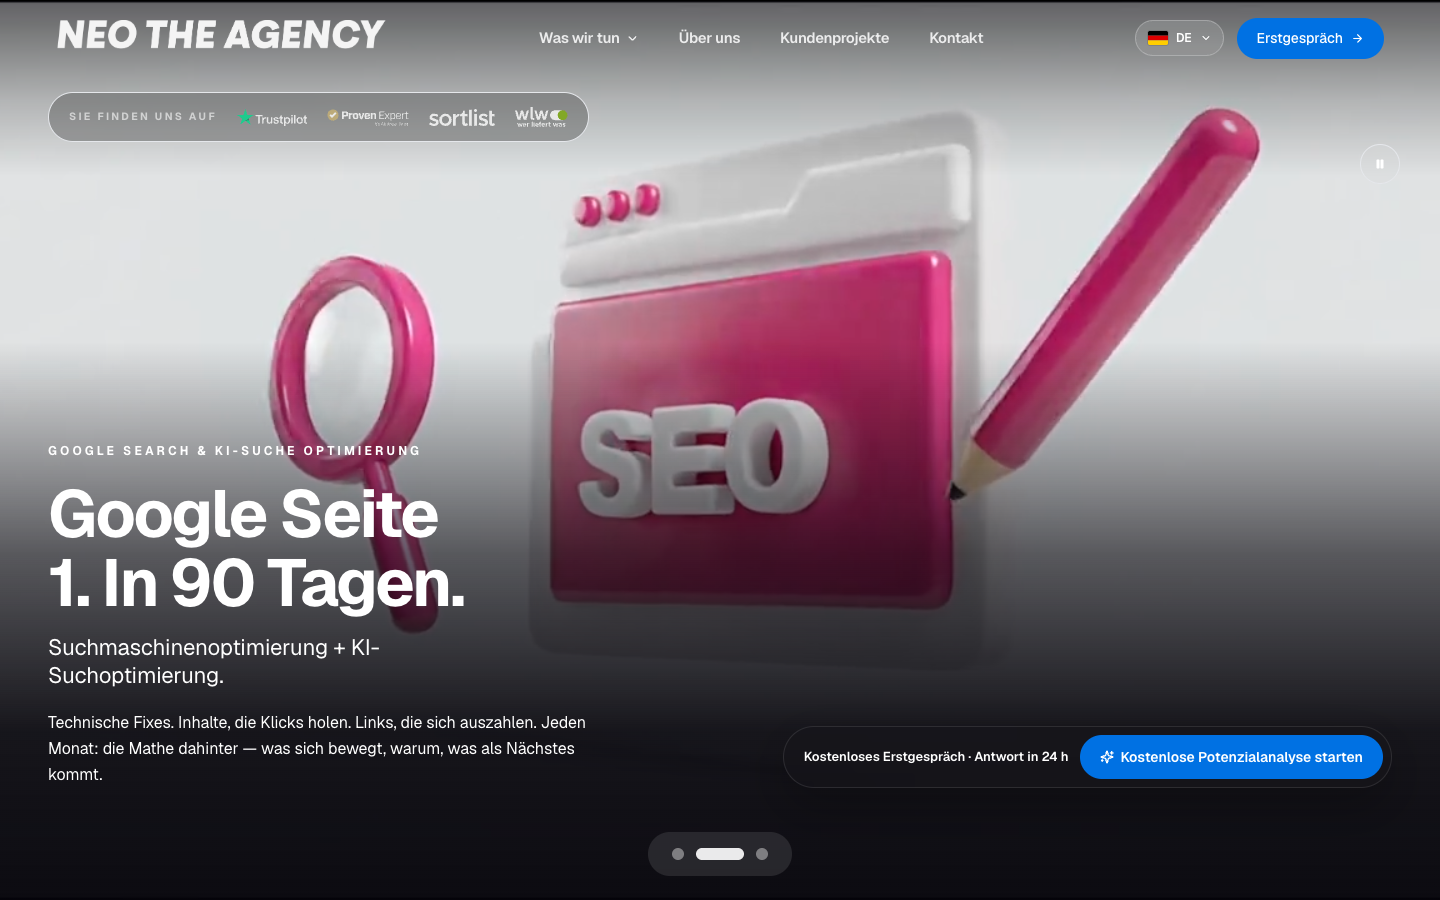 NEO THE AGENCY
Was wir tun
Über uns
Kundenprojekte
Kontakt
DE
Erstgespräch
SIE FINDEN UNS AUF
Trustpilot
Proven Expert
sortlist
wlw
wer liefert was
SEO
GOOGLE SEARCH & KI-SUCHE OPTIMIERUNG
Google Seite
1. In 90 Tagen.
Suchmaschinenoptimierung + KI-
Suchoptimierung.
Technische Fixes. Inhalte, die Klicks holen. Links, die sich auszahlen. Jeden
Monat: die Mathe dahinter — was sich bewegt, warum, was als Nächstes
kommt.
Kostenloses Erstgespräch · Antwort in 24 h
Kostenlose Potenzialanalyse starten